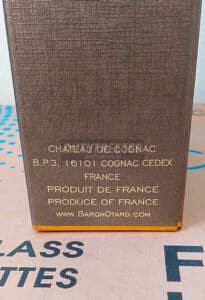 CHATEAU DE COGNAC
B.P.3, 16101 COGNAC CEDEX
FRANCE
PRODUIT DE FRANCE
PRODUCE OF FRANCE
WWW.BARONOTARD.COM
LASS
TTES
F